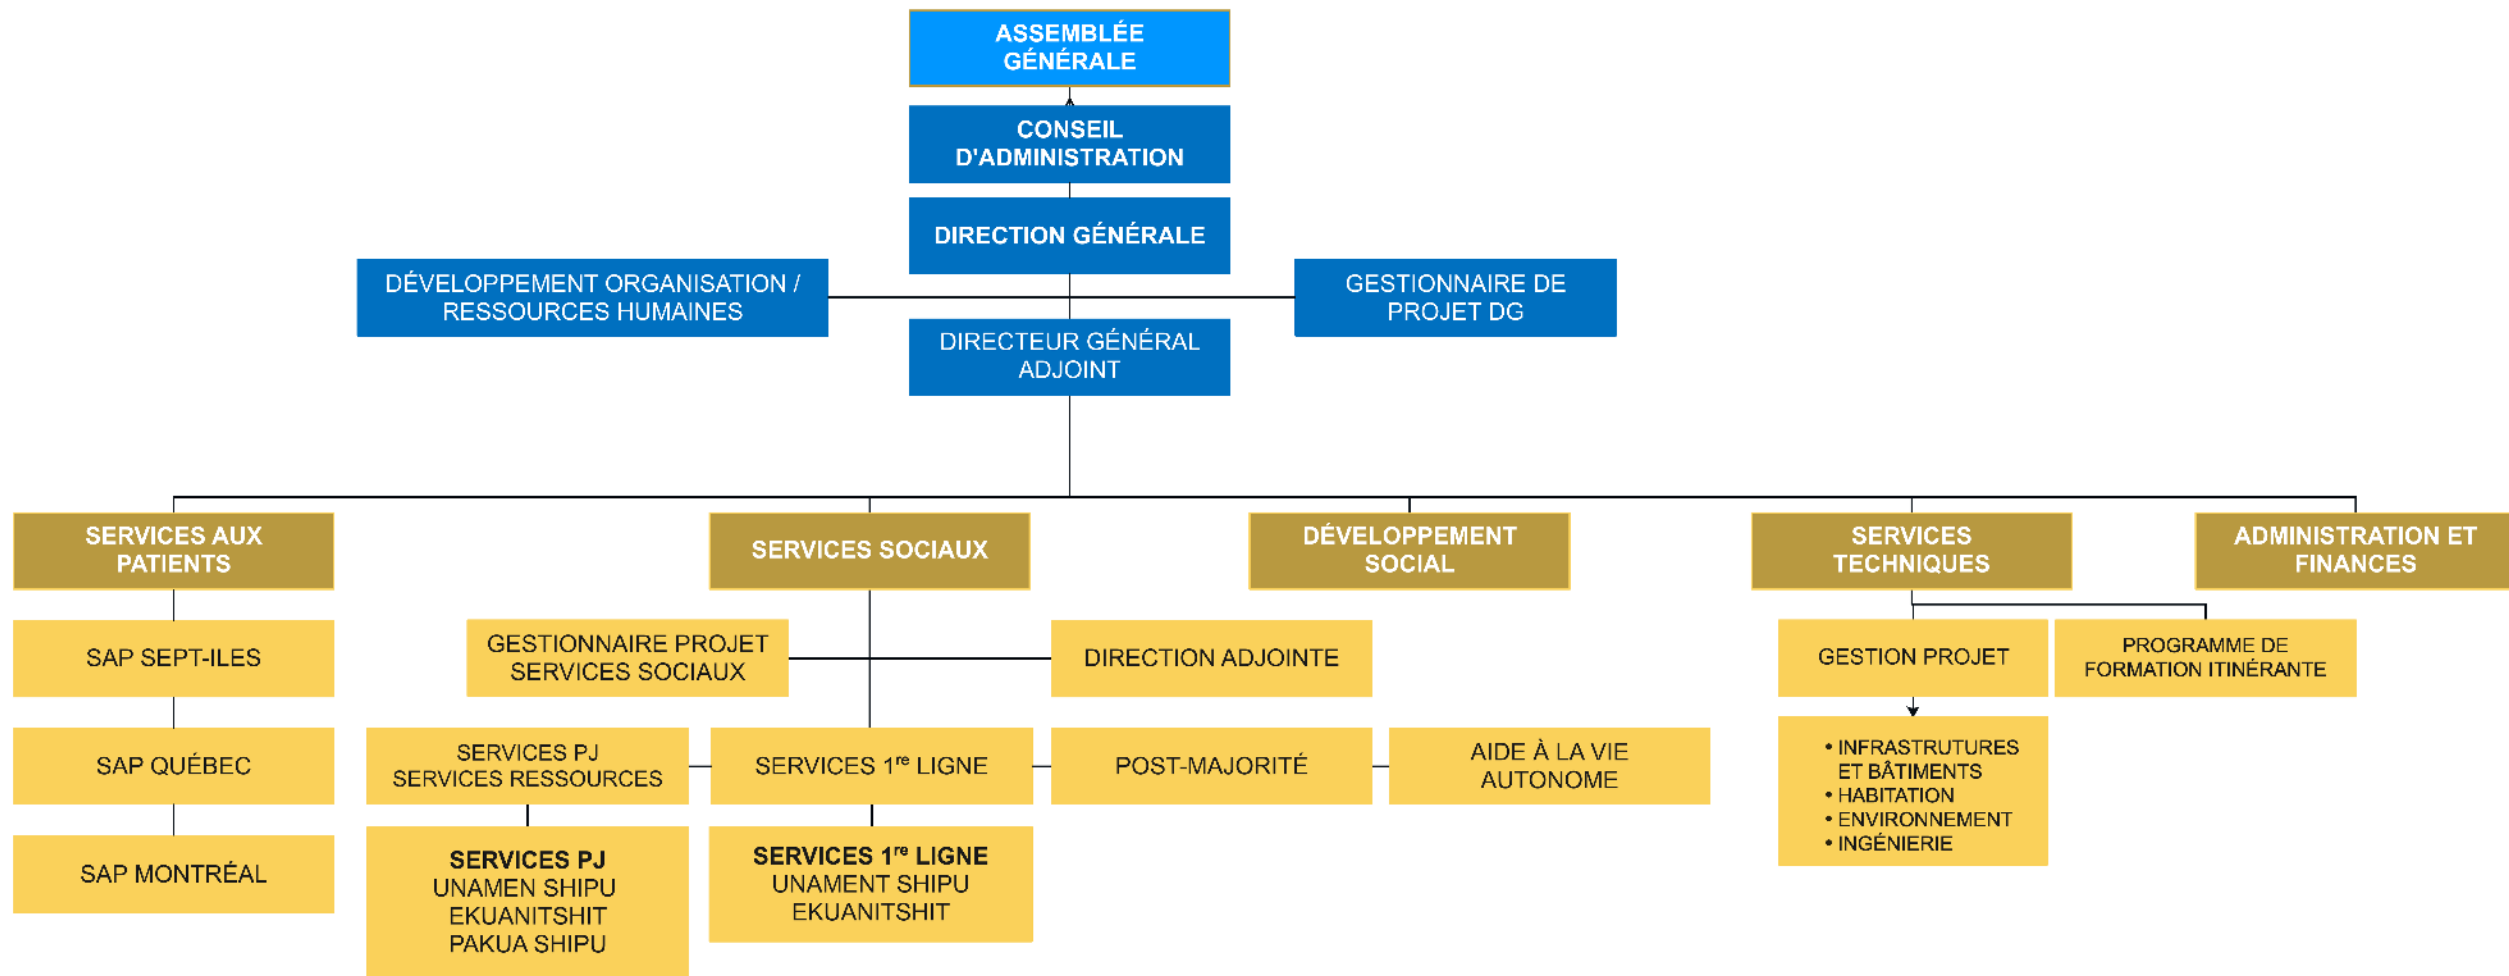 ASSEMBLÉE
GÉNÉRALE
CONSEIL
D'ADMINISTRATION
DIRECTION GÉNÉRALE
DÉVELOPPEMENT ORGANISATION /
RESSOURCES HUMAINES
GESTIONNAIRE DE
PROJET DG
DIRECTEUR GÉNÉRAL
ADJOINT
SERVICES AUX
PATIENTS
SERVICES SOCIAUX
DÉVELOPPEMENT
SOCIAL
SERVICES
TECHNIQUES
ADMINISTRATION ET
FINANCES
SAP SEPT-ILES
GESTIONNAIRE PROJET
SERVICES SOCIAUX
DIRECTION ADJOINTE
GESTION PROJET
PROGRAMME DE
FORMATION ITINÉRANTE
SAP QUÉBEC
SERVICES PJ
SERVICES RESSOURCES
SERVICES 1re LIGNE
POST-MAJORITÉ
AIDE À LA VIE
AUTONOME
• INFRASTRUTURES
ET BÂTIMENTS
• HABITATION
• ENVIRONNEMENT
• INGÉNIERIE
SAP MONTRÉAL
SERVICES PJ
UNAMEN SHIPU
EKUANITSHIT
PAKUA SHIPU
SERVICES 1re LIGNE
UNAMENT SHIPU
EKUANITSHIT